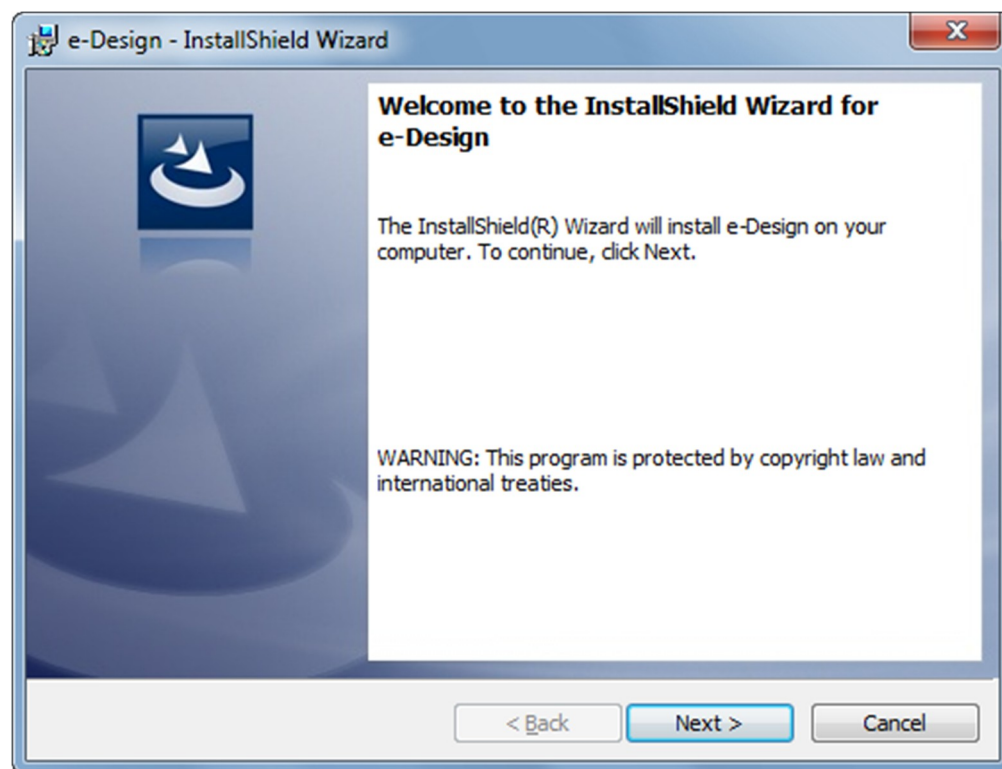 e-Design - InstallShield Wizard
Welcome to the InstallShield Wizard for
e-Design
The InstallShield(R) Wizard will install e-Design on your
computer. To continue, click Next.
WARNING: This program is protected by copyright law and
international treaties.
< Back
Next >
Cancel